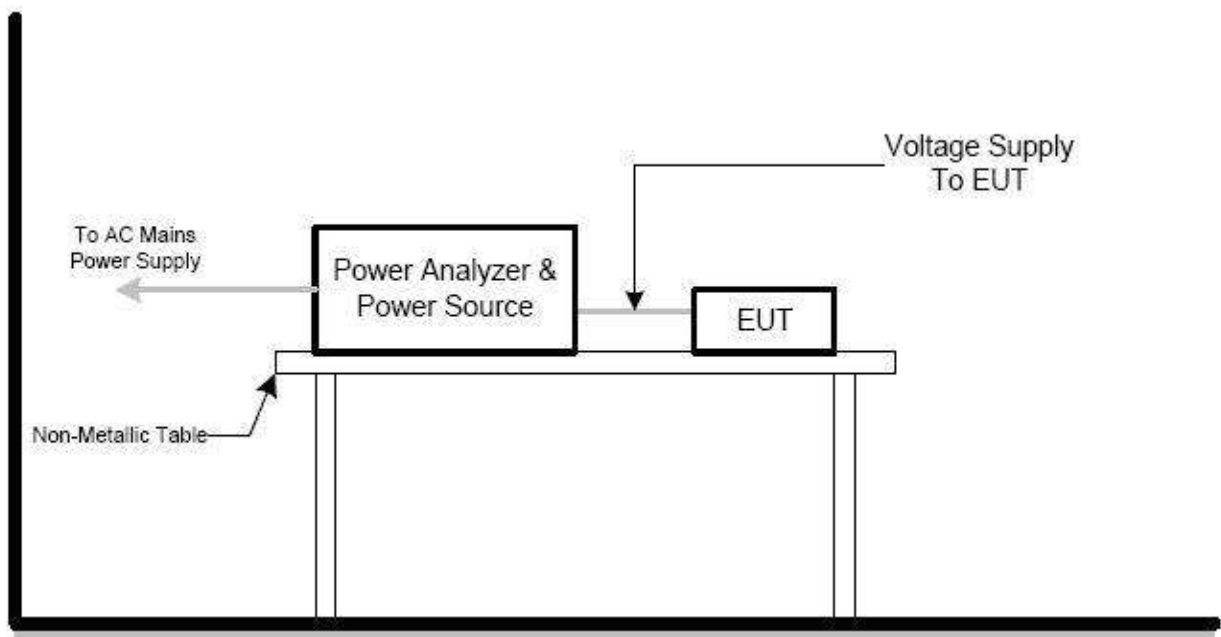 Voltage Supply
To EUT
To AC Mains
Power Supply
Power Analyzer &
Power Source
EUT
Non-Metallic Table